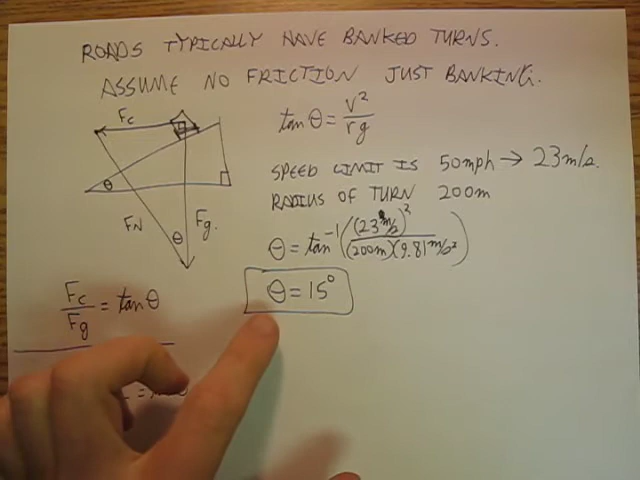 ROADS TYPICALLY HAVE BANKED TURNS.
ASSUME NO FRICTION JUST BANKING.
Fc
θ
FN
θ
Fg
tan θ = v²/rg
SPEED LIMIT IS 50mph → 23m/s.
RADIUS OF TURN 200m
θ = tan⁻¹((23m/s)²/(200m)(9.81m/s²))
θ = 15°
Fc/Fg = tan θ